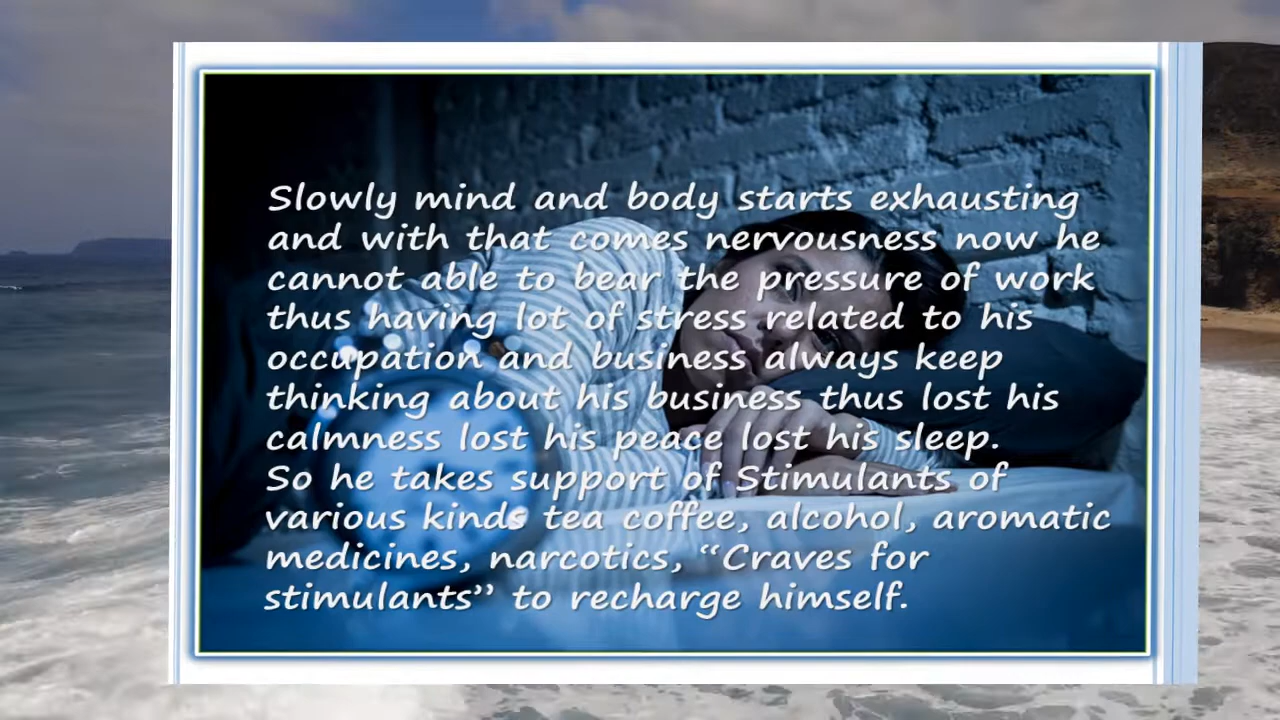 Slowly mind and body starts exhausting
and with that comes nervousness now he
cannot able to bear the pressure of work
thus having lot of stress related to his
occupation and business always keep
thinking about his business thus lost his
calmness lost his peace lost his sleep.
So he takes support of Stimulants of
various kinds tea coffee, alcohol, aromatic
medicines, narcotics, “Craves for
stimulants” to recharge himself.